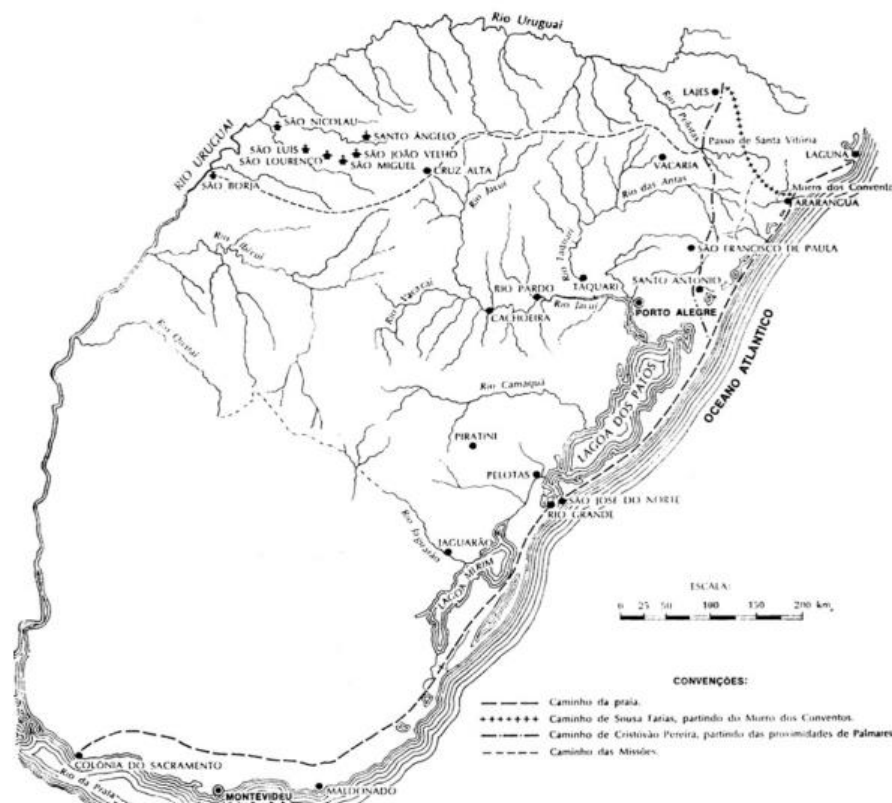 Rio Uruguai
LAJES
Rio Pelotas
SÃO NICOLAU
SANTO ÂNGELO
Passo de Santa Vitória
LAGUNA
SÃO LUIS
SÃO JOÃO VELHO
SÃO LOURENÇO
SÃO MIGUEL
VACARIA
RIO URUGUAI
CRUZ ALTA
SÃO BORJA
Rio Jacuí
Rio das Antas
Morro dos Convento
ARARANGUA
Rio Ibicuí
Rio Taquari
SÃO FRANCISCO DE PAULA
RIO PARDO
TAQUARI
SANTO ANTONIO
Rio Vacacaí
Rio Jacuí
PORTO ALEGRE
CACHOEIRA
OCEANO ATLÂNTICO
Rio Camaquã
LAGOA DOS PATOS
PIRATINI
PELOTAS
SÃO JOSÉ DO NORTE
RIO GRANDE
Rio Jaguarão
JAGUARÃO
LAGOA MIRIM
ESCALA:
0 25 50 100 150 200 km
CONVENÇÕES:
Caminho da praia.
Caminho de Sousa Farias, partindo do Morro dos Conventos.
Caminho de Cristóvão Pereira, partindo das proximidades de Palmares
Caminho das Missões.
COLÔNIA DO SACRAMENTO
Rio da Prata
MONTEVIDEU
MALDONADO